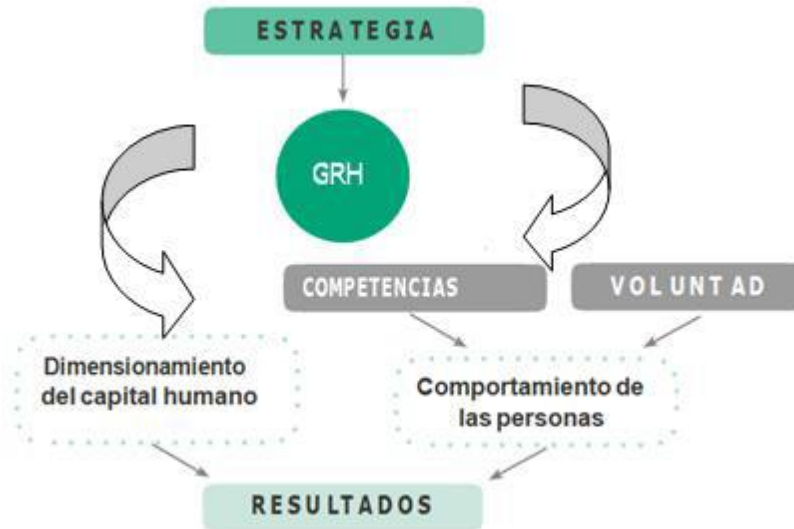 ESTRATEGIA
GRH
COMPETENCIAS
VOLUNTAD
Dimensionamiento
del capital humano
Comportamiento de
las personas
RESULTADOS